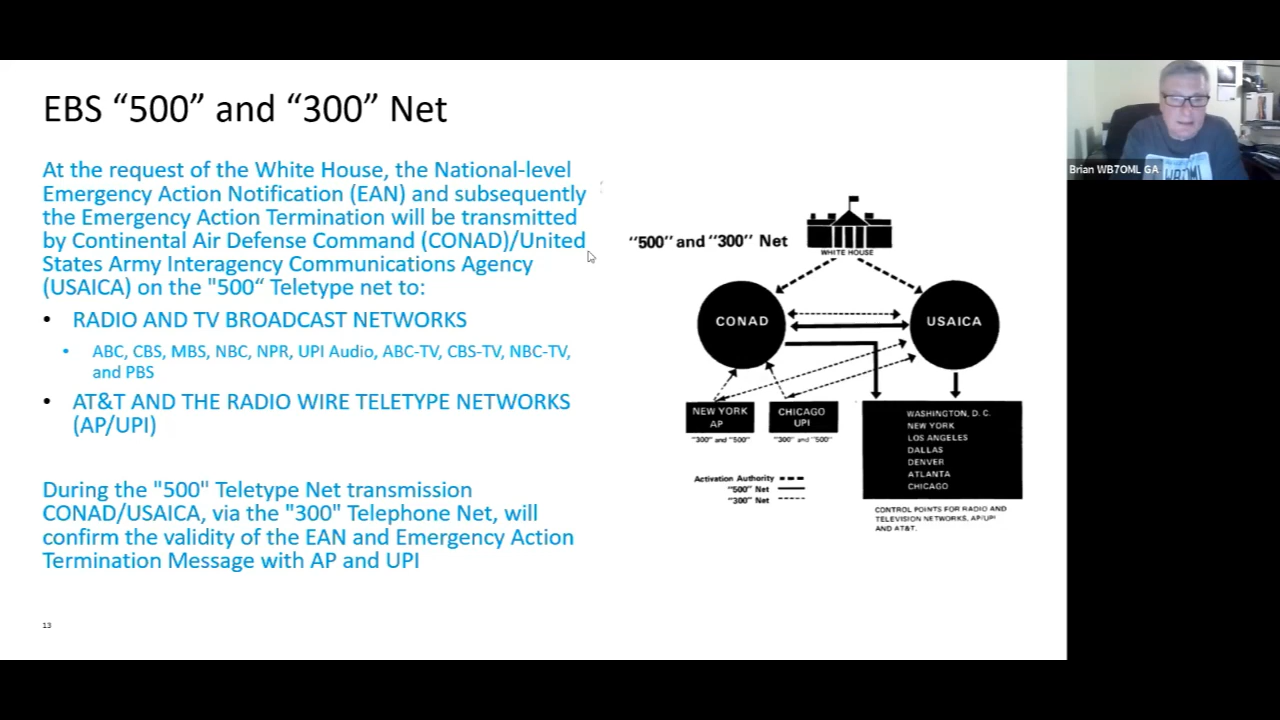 EBS “500” and “300” Net
At the request of the White House, the National-level
Emergency Action Notification (EAN) and subsequently
the Emergency Action Termination will be transmitted
by Continental Air Defense Command (CONAD)/United
States Army Interagency Communications Agency
(USAICA) on the "500“ Teletype net to:
• RADIO AND TV BROADCAST NETWORKS
• ABC, CBS, MBS, NBC, NPR, UPI Audio, ABC-TV, CBS-TV, NBC-TV,
and PBS
• AT&T AND THE RADIO WIRE TELETYPE NETWORKS
(AP/UPI)
During the "500" Teletype Net transmission
CONAD/USAICA, via the "300" Telephone Net, will
confirm the validity of the EAN and Emergency Action
Termination Message with AP and UPI
13
"500" and "300" Net
WHITE HOUSE
CONAD
USAICA
NEW YORK
AP
"300" and "500"
CHICAGO
UPI
"300" and "500"
WASHINGTON, D. C.
NEW YORK
LOS ANGELES
DALLAS
DENVER
ATLANTA
CHICAGO
Activation Authority
"500" Net
"300" Net
CONTROL POINTS FOR RADIO AND
TELEVISION NETWORKS, AP/UPI
AND AT&T.
Brian WB7OML GA
WB7OML